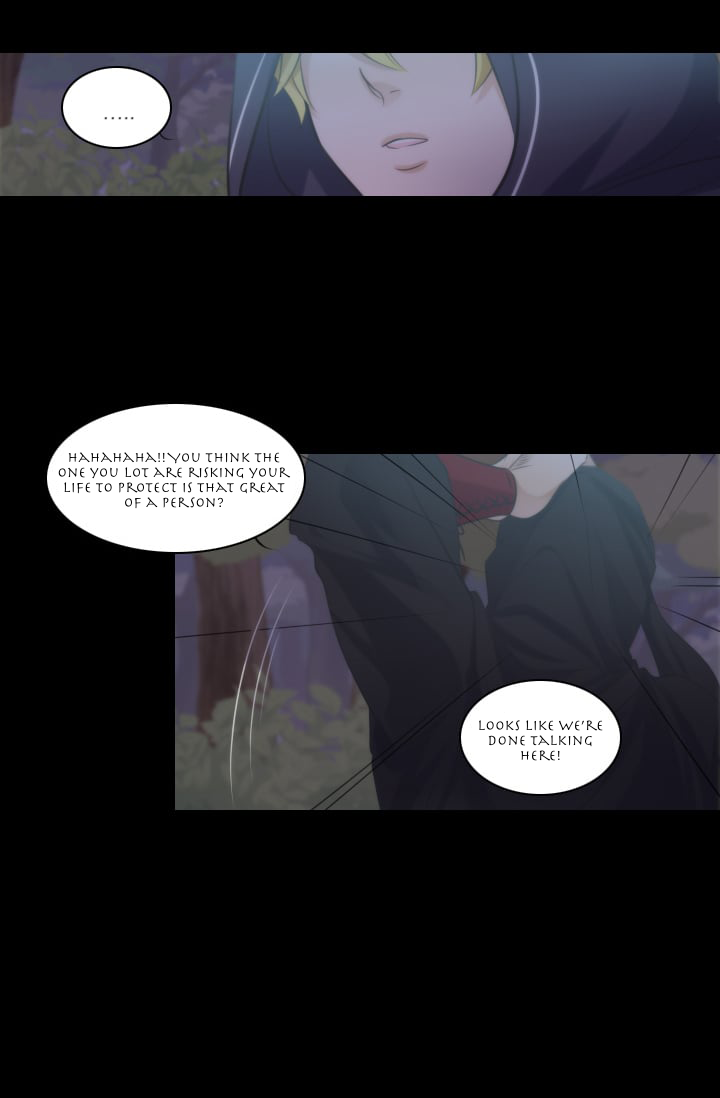 .....
HAHAHAHA!! YOU THINK THE
ONE YOU LOT ARE RISKING YOUR
LIFE TO PROTECT IS THAT GREAT
OF A PERSON?
LOOKS LIKE WE'RE
DONE TALKING
HERE!